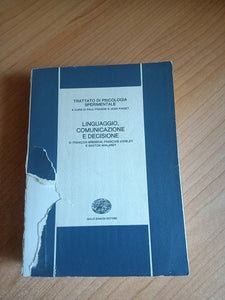 TRATTATO DI PSICOLOGIA
SPERIMENTALE
A CURA DI PAUL FRAISSE E JEAN PIAGET
LINGUAGGIO,
COMUNICAZIONE
E DECISIONE
DI FRANÇOIS BRESSON, FRANÇOIS JODELET
E GASTON MIALARET
GIULIO EINAUDI EDITORE